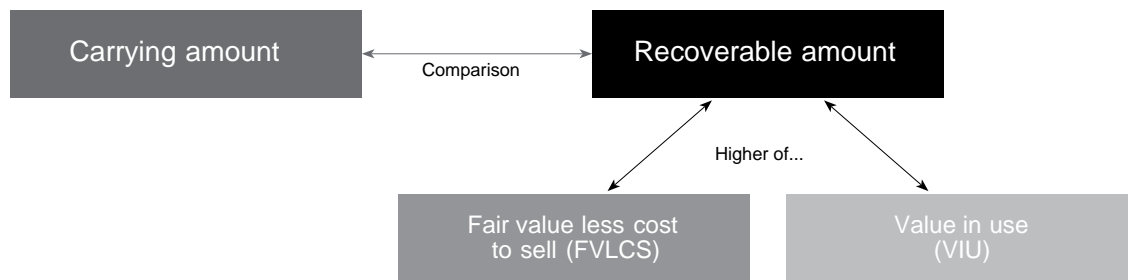 Carrying amount
Comparison
Recoverable amount
Higher of...
Fair value less cost
to sell (FVLCS)
Value in use
(VIU)